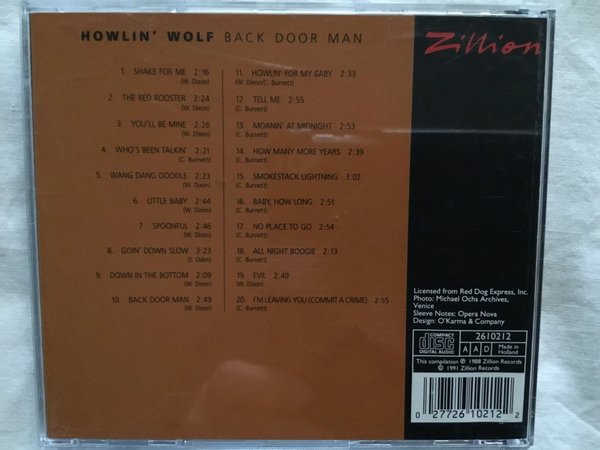 HOWLIN' WOLF BACK DOOR MAN
Zillion
1. SHAKE FOR ME 2:16
(W. Dixon)
2. THE RED ROOSTER 2:24
(W. Dixon)
3. YOU'LL BE MINE 2:26
(W. Dixon)
4. WHO'S BEEN TALKIN' 2:21
(C. Burnett)
5. WANG DANG DOODLE 2:23
(W. Dixon)
6. LITTLE BABY 2:44
(W. Dixon)
7. SPOONFUL 2:46
(W. Dixon)
8. GOIN' DOWN SLOW 3:23
(J. Oden)
9. DOWN IN THE BOTTOM 2:09
(W. Dixon)
10. BACK DOOR MAN 2:49
(W. Dixon)
11. HOWLIN' FOR MY BABY 2:33
(W. Dixon/C. Burnett)
12. TELL ME 2:55
(C. Burnett)
13. MOANIN' AT MIDNIGHT 2:53
(C. Burnett)
14. HOW MANY MORE YEARS 2:39
(C. Burnett)
15. SMOKESTACK LIGHTNING 3:02
(C. Burnett)
16. BABY, HOW LONG 2:51
(C. Burnett)
17. NO PLACE TO GO 2:54
(C. Burnett)
18. ALL NIGHT BOOGIE 2:13
(C. Burnett)
19. EVIL 2:49
(W. Dixon)
20. I'M LEAVING YOU (COMMIT A CRIME) 2:55
(C. Burnett)
Licensed from Red Dog Express, Inc.
Photo: Michael Ochs Archives,
Venice
Sleeve Notes: Opera Nova
Design: O'Karma & Company
COMPACT
disc
DIGITAL AUDIO
2610212
AAD
Made in
Holland
This compilation ℗ 1988 Zillion Records
© 1991 Zillion Records
0 27726 10212 2